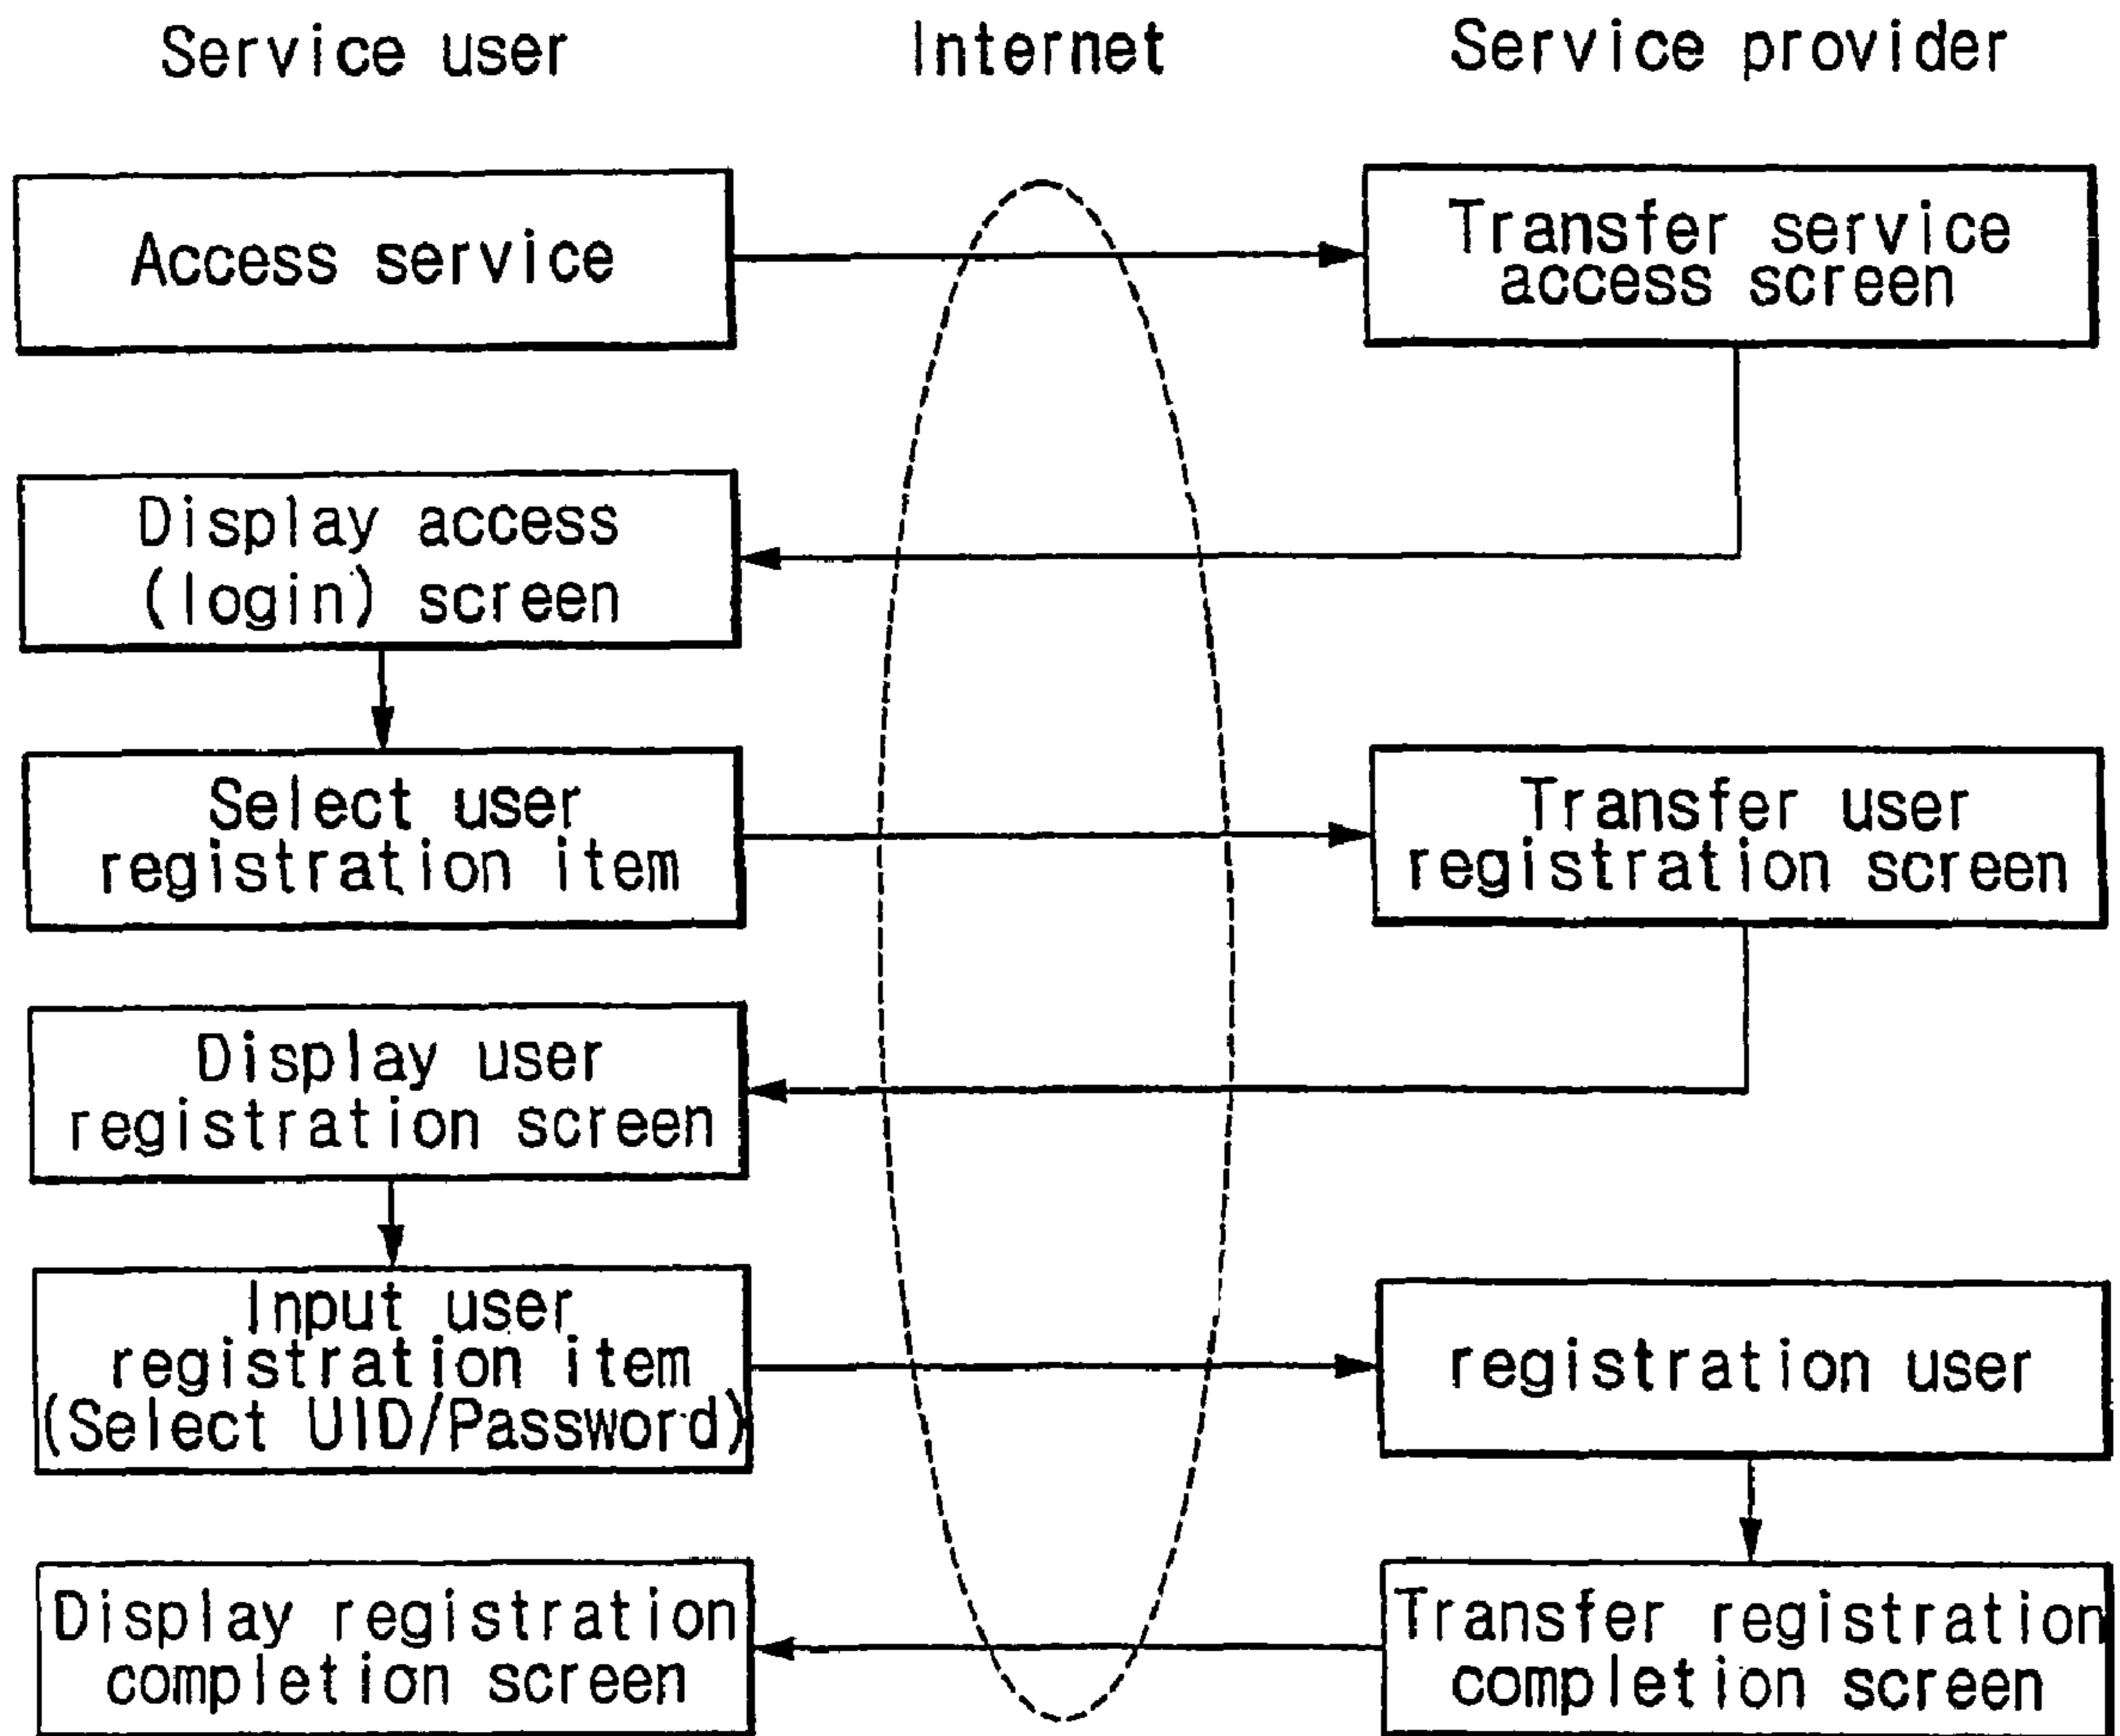 Service user
Internet
Service provider
Access service
Transfer service
access screen
Display access
(login) screen
Select user
registration item
Transfer user
registration screen
Display user
registration screen
Input user
registration item
(Select UID/Password)
registration user
Display registration
completion screen
Transfer registration
completion screen